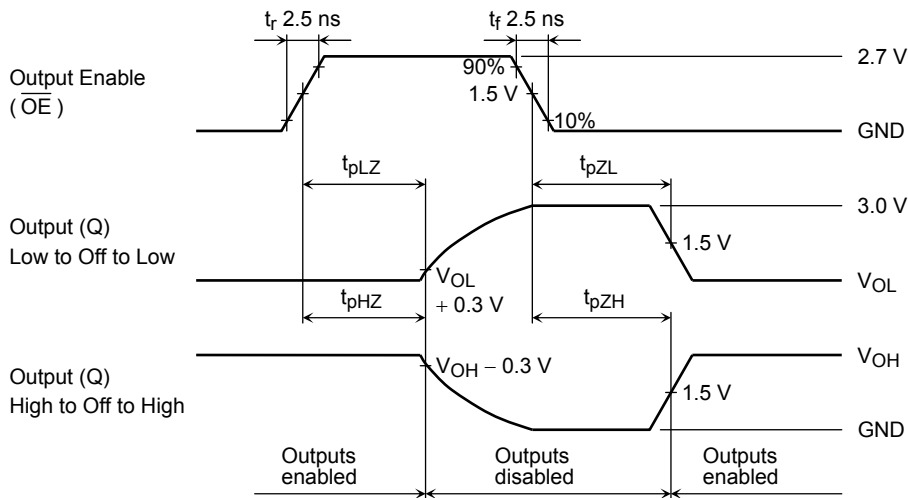 tr 2.5 ns
tf 2.5 ns
2.7 V
90%
Output Enable
(OE)
1.5 V
10%
GND
tpLZ
tpZL
3.0 V
Output (Q)
Low to Off to Low
1.5 V
VOL
+ 0.3 V
VOL
tpHZ
tpZH
VOH
VOH − 0.3 V
Output (Q)
High to Off to High
1.5 V
GND
Outputs
enabled
Outputs
disabled
Outputs
enabled